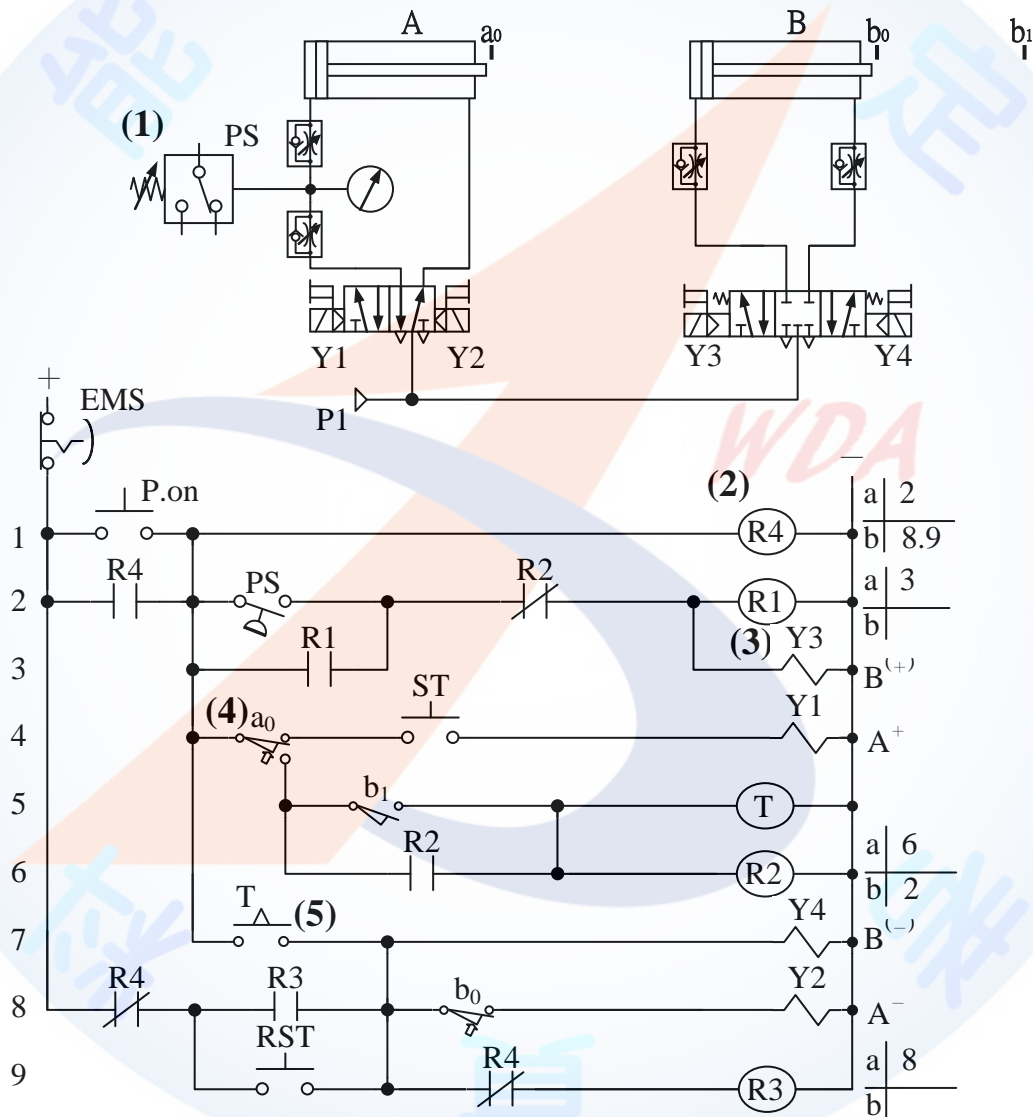 A
a₀
B
b₀
b₁
(1)
PS
Y1
Y2
Y3
Y4
P1
+
EMS
WDA
−
(2)
P.on
1
R4
a 2
b 8.9
R4
PS
R2
2
R1
a 3
b
R1
(3)
Y3
3
B⁽⁺⁾
ST
(4)
a₀
Y1
4
A⁺
b₁
5
T
R2
6
R2
a 6
b 2
T
(5)
Y4
7
B⁽⁻⁾
R4
R3
b₀
Y2
8
A⁻
RST
R4
9
R3
a 8
b